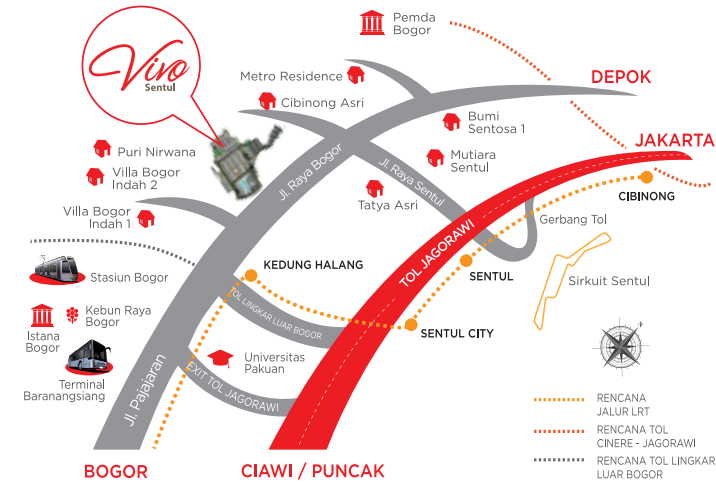 Pemda
Bogor
Vivo
Sentul
Metro Residence
DEPOK
Cibinong Asri
Bumi
Sentosa 1
JAKARTA
Puri Nirwana
Jl. Raya Bogor
Mutiara
Sentul
Jl. Raya Sentul
Villa Bogor
Indah 2
CIBINONG
Tatya Asri
Villa Bogor
Indah 1
Gerbang Tol
TOL JAGORAWI
KEDUNG HALANG
Stasiun Bogor
SENTUL
Sirkuit Sentul
TOL LINGKAR LUAR BOGOR
Kebun Raya
Bogor
Istana
Bogor
SENTUL CITY
Universitas
Pakuan
Terminal
Baranangsiang
Jl. Pajajaran
EXIT TOL JAGORAWI
RENCANA
JALUR LRT
RENCANA TOL
CINERE - JAGORAWI
RENCANA TOL LINGKAR
LUAR BOGOR
BOGOR
CIAWI / PUNCAK